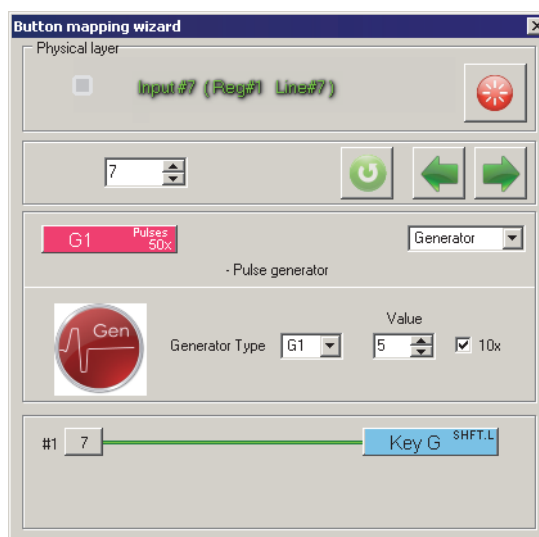 Button mapping wizard
Physical layer
Input#7 (Reg#1 Line#7)
7
G1 Pulses 50x
Generator
- Pulse generator
Gen
Generator Type G1
Value
5
10x
#1 7 Key G SHFT.L